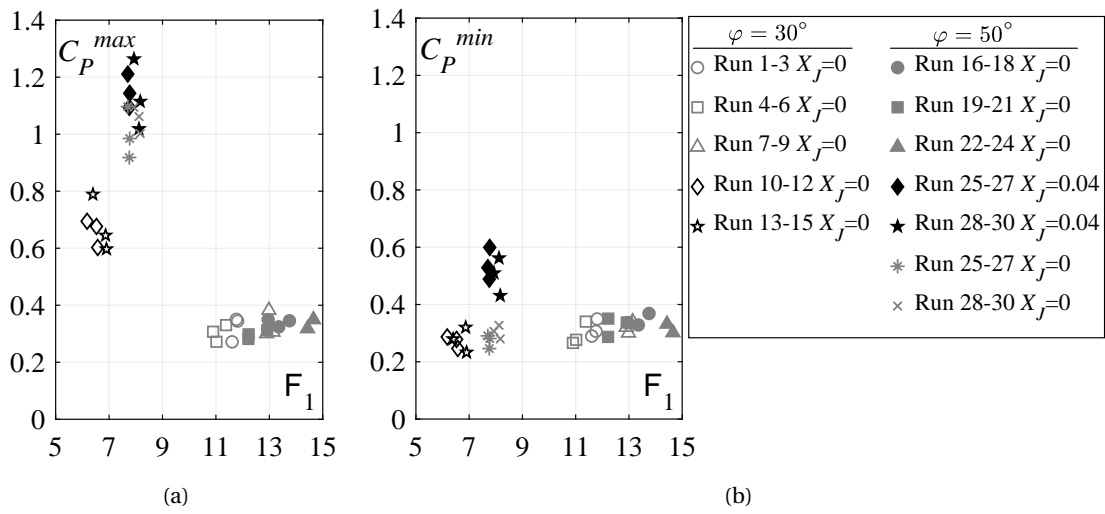 1.4
1.2
1
0.8
0.6
0.4
0.2
0
C_P^max
F_1
5 7 9 11 13 15
(a)
1.4
1.2
1
0.8
0.6
0.4
0.2
0
C_P^min
F_1
5 7 9 11 13 15
(b)
φ = 30°
Run 1-3 X_J=0
Run 4-6 X_J=0
Run 7-9 X_J=0
Run 10-12 X_J=0
Run 13-15 X_J=0
φ = 50°
Run 16-18 X_J=0
Run 19-21 X_J=0
Run 22-24 X_J=0
Run 25-27 X_J=0.04
Run 28-30 X_J=0.04
Run 25-27 X_J=0
Run 28-30 X_J=0